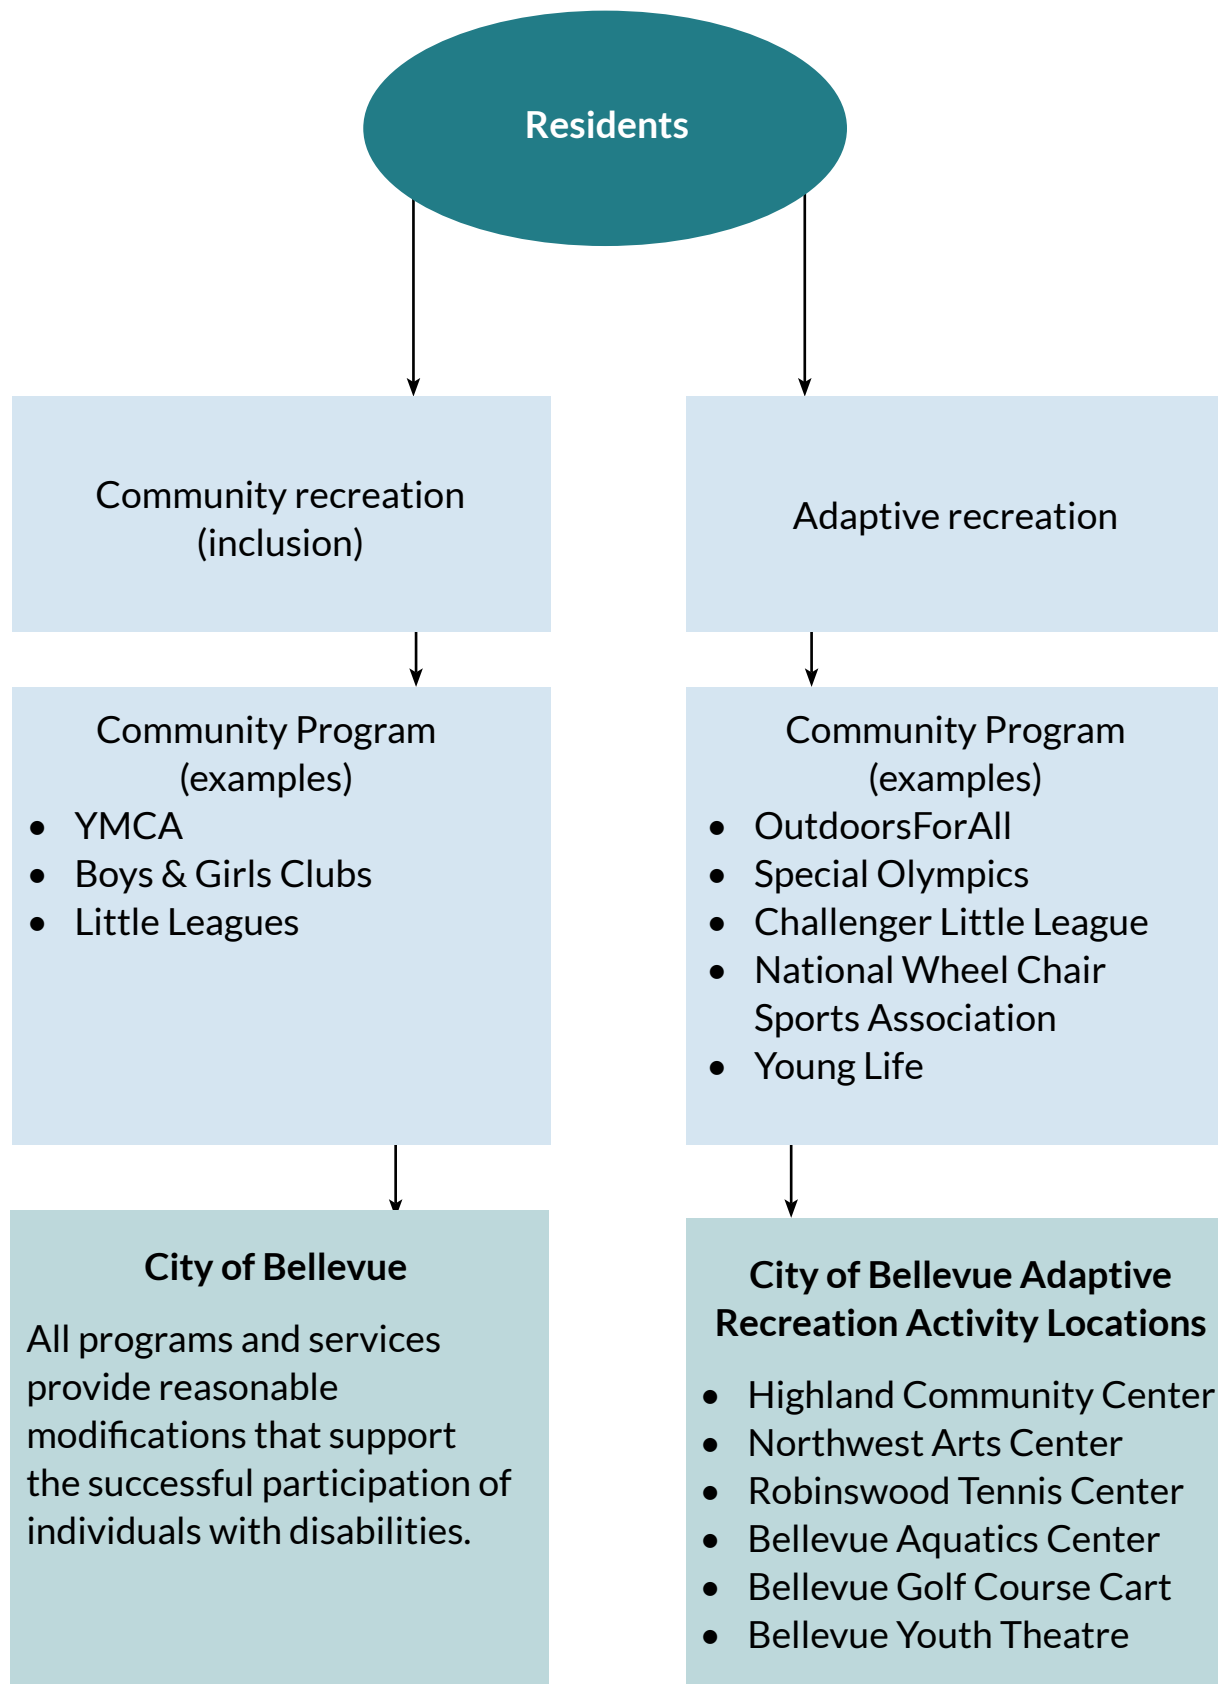 Residents
Community recreation
(inclusion)
Adaptive recreation
Community Program
(examples)
• YMCA
• Boys & Girls Clubs
• Little Leagues
Community Program
(examples)
• OutdoorsForAll
• Special Olympics
• Challenger Little League
• National Wheel Chair
Sports Association
• Young Life
City of Bellevue
All programs and services
provide reasonable
modifications that support
the successful participation of
individuals with disabilities.
City of Bellevue Adaptive
Recreation Activity Locations
• Highland Community Center
• Northwest Arts Center
• Robinswood Tennis Center
• Bellevue Aquatics Center
• Bellevue Golf Course Cart
• Bellevue Youth Theatre